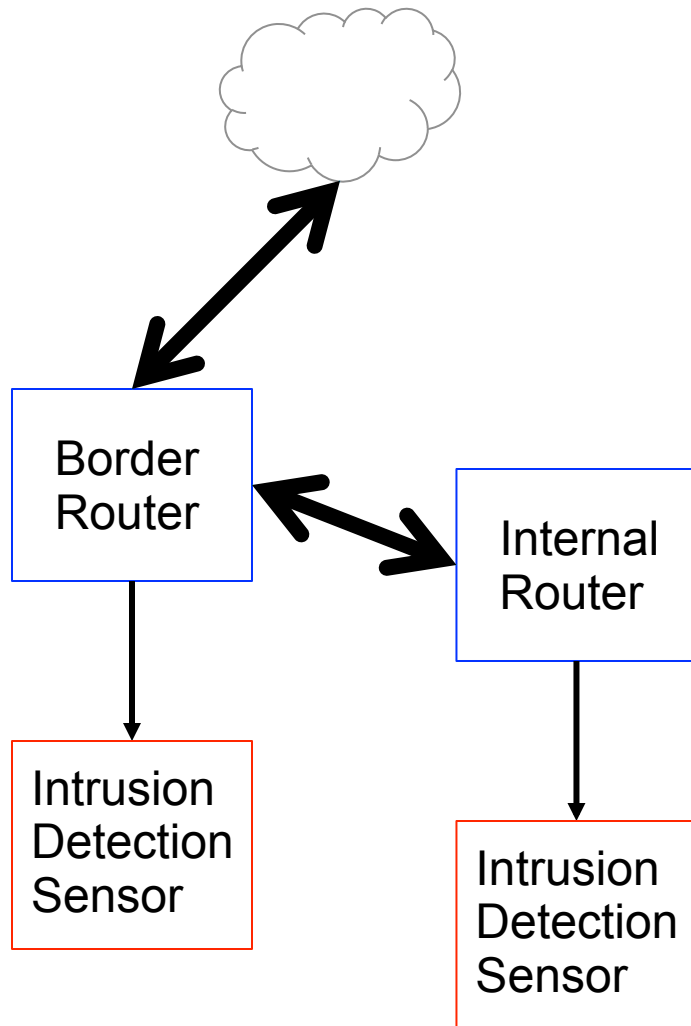 Border
Router
Internal
Router
Intrusion
Detection
Sensor
Intrusion
Detection
Sensor